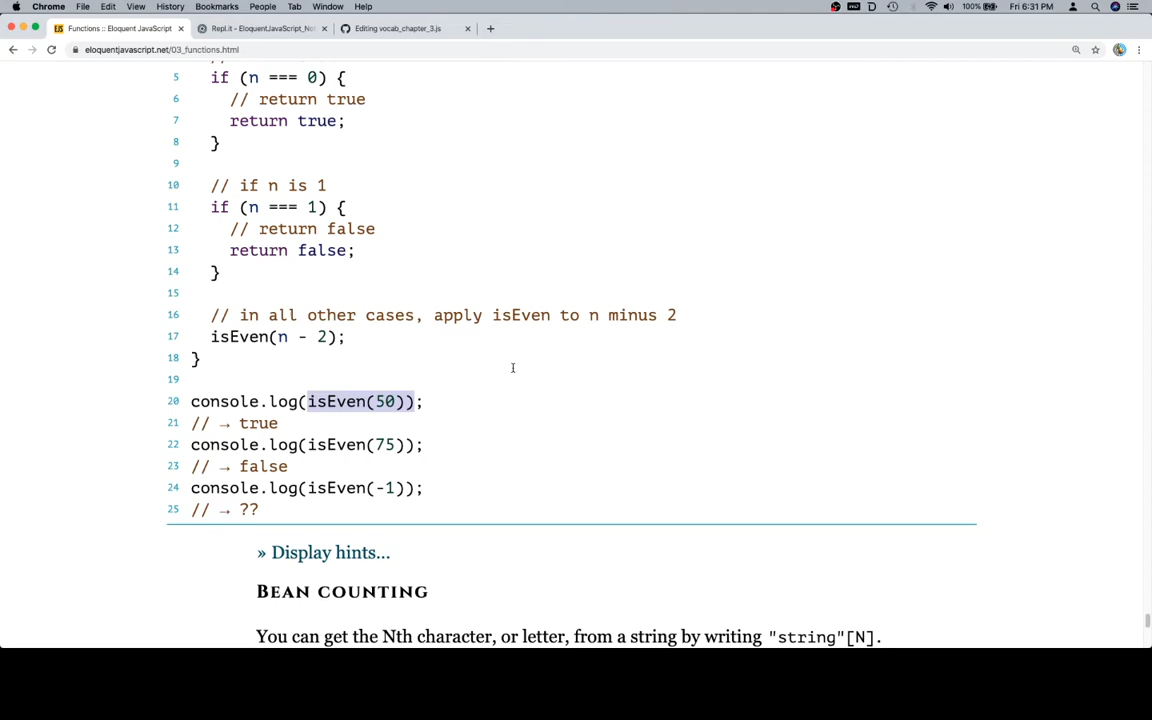 Chrome File Edit View History Bookmarks People Tab Window Help 100% Fri 6:31 PM
Functions :: Eloquent JavaScript
Repl.it - EloquentJavaScript_No
Editing vocab_chapter_3.js
eloquentjavascript.net/03_functions.html
5 if (n === 0) {
6 // return true
7 return true;
8 }
9
10 // if n is 1
11 if (n === 1) {
12 // return false
13 return false;
14 }
15
16 // in all other cases, apply isEven to n minus 2
17 isEven(n - 2);
18 }
19
20 console.log(isEven(50));
21 // → true
22 console.log(isEven(75));
23 // → false
24 console.log(isEven(-1));
25 // → ??
» Display hints...
BEAN COUNTING
You can get the Nth character, or letter, from a string by writing "string"[N].